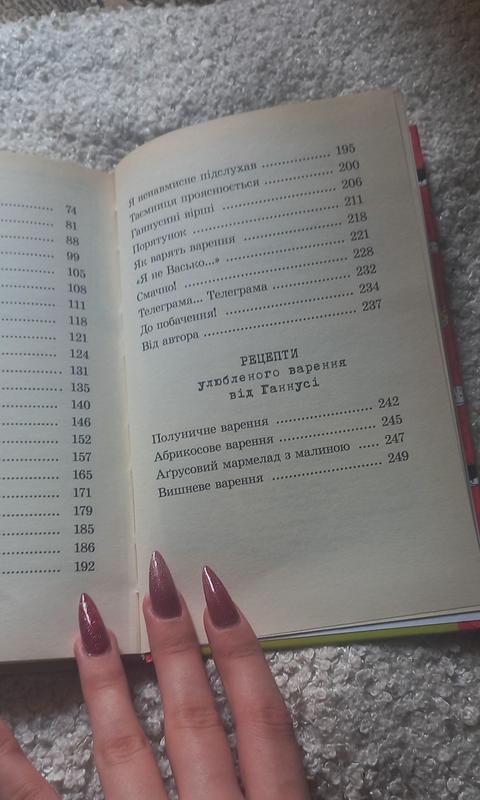 74
81
88
99
105
108
111
118
121
124
131
135
140
146
152
157
165
171
179
185
186
192
Я ненавмисне підслухав 195
Таємниця прояснюється 200
Ганнусині вірші 206
Порятунок 211
Як варять варення 218
«Я не Васько...» 221
Смачно! 228
Телеграма... Телеграма 232
До побачення! 234
Від автора 237
РЕЦЕПТИ
улюбленого варення
від Ганнусі
Полуничне варення 242
Абрикосове варення 245
Аґрусовий мармелад з малиною 247
Вишневе варення 249